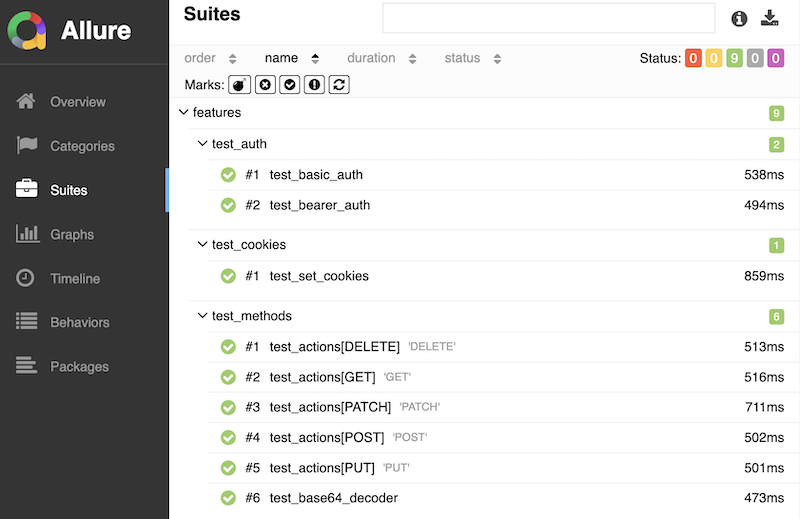 Allure
Overview
Categories
Suites
Graphs
Timeline
Behaviors
Packages
Suites
order name duration status Status: 0 0 9 0 0
Marks:
features 9
test_auth 2
#1 test_basic_auth 538ms
#2 test_bearer_auth 494ms
test_cookies 1
#1 test_set_cookies 859ms
test_methods 6
#1 test_actions[DELETE] 'DELETE' 513ms
#2 test_actions[GET] 'GET' 516ms
#3 test_actions[PATCH] 'PATCH' 711ms
#4 test_actions[POST] 'POST' 502ms
#5 test_actions[PUT] 'PUT' 501ms
#6 test_base64_decoder 473ms